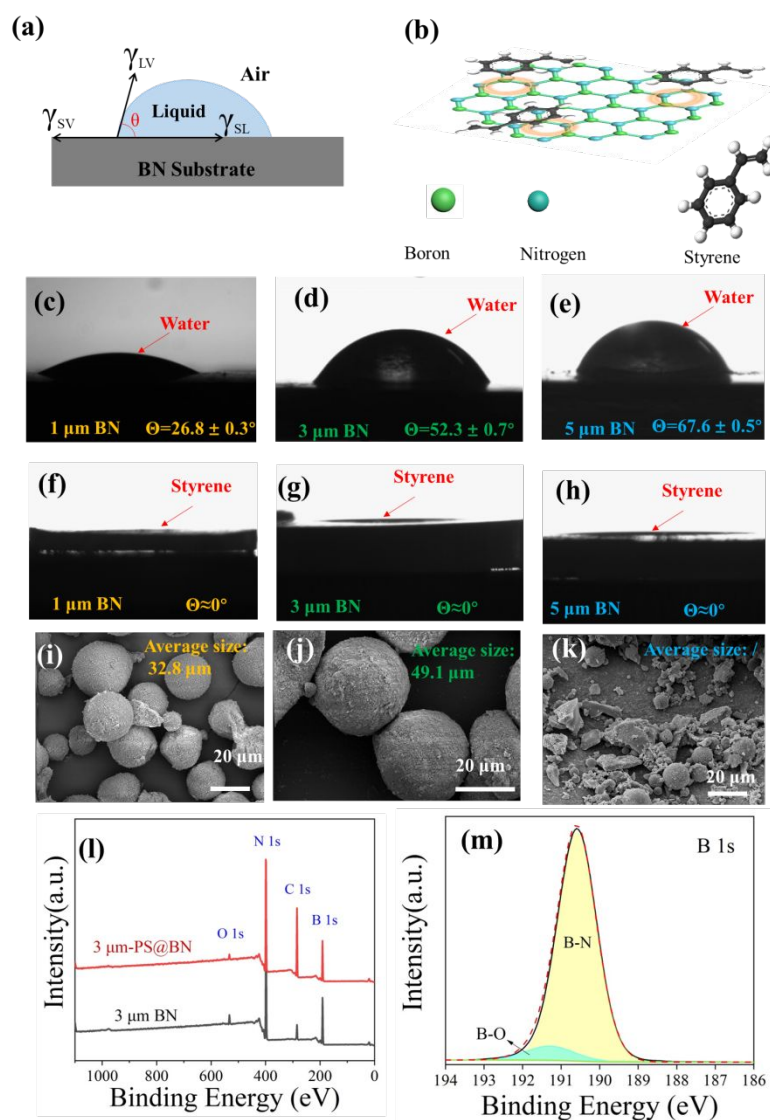 (a)
γLV
Air
Liquid
θ
γSV
γSL
BN Substrate
(b)
Boron
Nitrogen
Styrene
(c)
Water
1 μm BN Θ=26.8 ± 0.3°
(d)
Water
3 μm BN Θ=52.3 ± 0.7°
(e)
Water
5 μm BN Θ=67.6 ± 0.5°
(f)
Styrene
1 μm BN Θ≈0°
(g)
Styrene
3 μm BN Θ≈0°
(h)
Styrene
5 μm BN Θ≈0°
(i)
Average size:
32.8 μm
20 μm
(j)
Average size:
49.1 μm
20 μm
(k)
Average size: /
20 μm
(l)
N 1s
C 1s
O 1s
B 1s
3 μm-PS@BN
3 μm BN
Intensity(a.u.)
1000 800 600 400 200 0
Binding Energy (eV)
(m)
B 1s
B-N
B-O
Intensity(a.u.)
194 193 192 191 190 189 188 187 186
Binding Energy (eV)